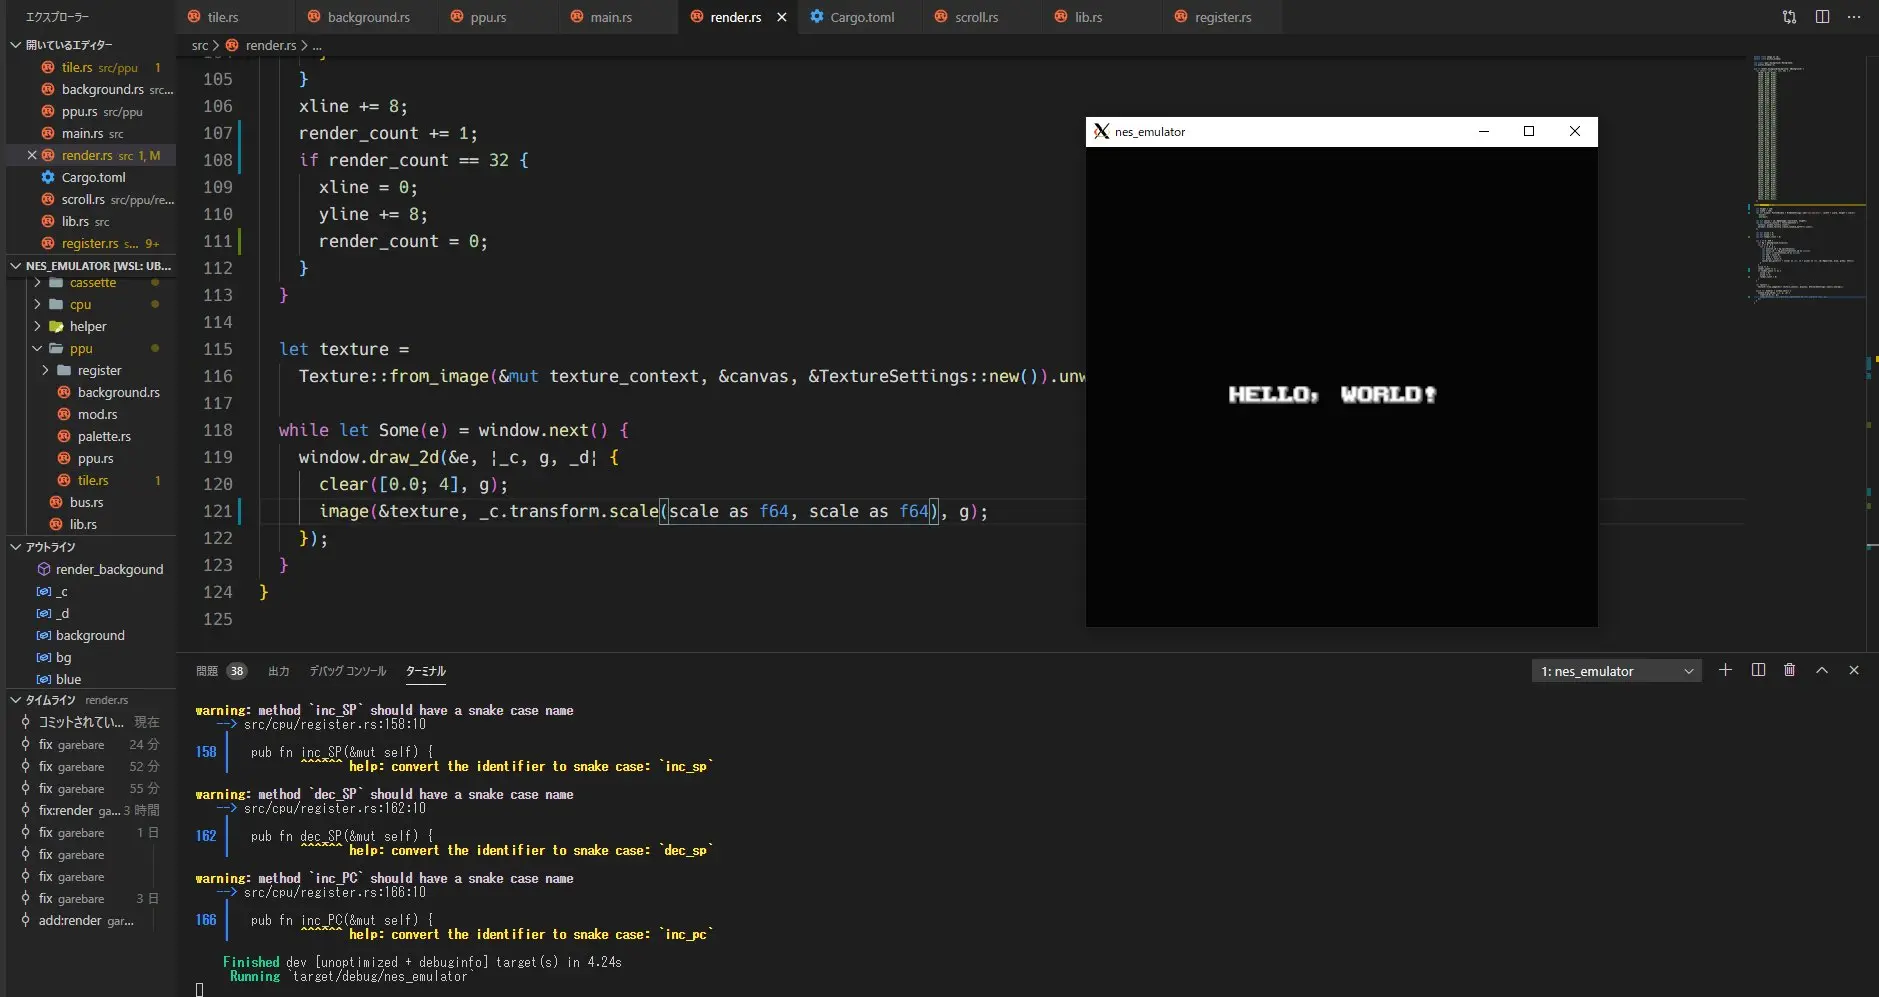 エクスプローラー
開いているエディター
tile.rs src/ppu 1
background.rs src...
ppu.rs src/ppu
main.rs src
render.rs src 1, M
Cargo.toml
scroll.rs src/ppu/re...
lib.rs src
register.rs s... 9+
NES_EMULATOR [WSL: UB...
cassette
cpu
helper
ppu
register
background.rs
mod.rs
palette.rs
ppu.rs
tile.rs 1
bus.rs
lib.rs
アウトライン
render_backgound
_c
_d
background
bg
blue
タイムライン render.rs
コミットされてい... 現在
fix garebare 24 分
fix garebare 52 分
fix garebare 55 分
fix:render ga... 3 時間
fix garebare 1 日
fix garebare
fix garebare
fix garebare 3 日
add:render gar...
tile.rs background.rs ppu.rs main.rs render.rs Cargo.toml scroll.rs lib.rs register.rs
src > render.rs > ...
105 }
106 xline += 8;
107 render_count += 1;
108 if render_count == 32 {
109 xline = 0;
110 yline += 8;
111 render_count = 0;
112 }
113 }
114
115 let texture =
116 Texture::from_image(&mut texture_context, &canvas, &TextureSettings::new()).unw
117
118 while let Some(e) = window.next() {
119 window.draw_2d(&e, |_c, g, _d| {
120 clear([0.0; 4], g);
121 image(&texture, _c.transform.scale(scale as f64, scale as f64), g);
122 });
123 }
124 }
125
nes_emulator
HELLO, WORLD!
問題 38 出力 デバッグ コンソール ターミナル 1: nes_emulator
warning: method `inc_SP` should have a snake case name
--> src/cpu/register.rs:158:10
158 pub fn inc_SP(&mut self) {
^^^^^^ help: convert the identifier to snake case: `inc_sp`
warning: method `dec_SP` should have a snake case name
--> src/cpu/register.rs:162:10
162 pub fn dec_SP(&mut self) {
^^^^^^ help: convert the identifier to snake case: `dec_sp`
warning: method `inc_PC` should have a snake case name
--> src/cpu/register.rs:166:10
166 pub fn inc_PC(&mut self) {
^^^^^^ help: convert the identifier to snake case: `inc_pc`
Finished dev [unoptimized + debuginfo] target(s) in 4.24s
Running `target/debug/nes_emulator`